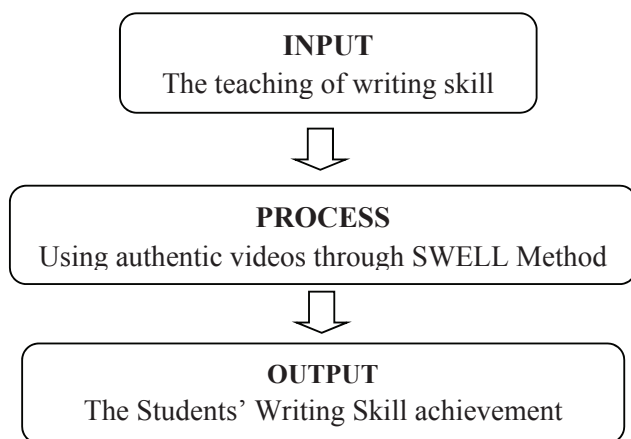 INPUT
The teaching of writing skill
PROCESS
Using authentic videos through SWELL Method
OUTPUT
The Students’ Writing Skill achievement